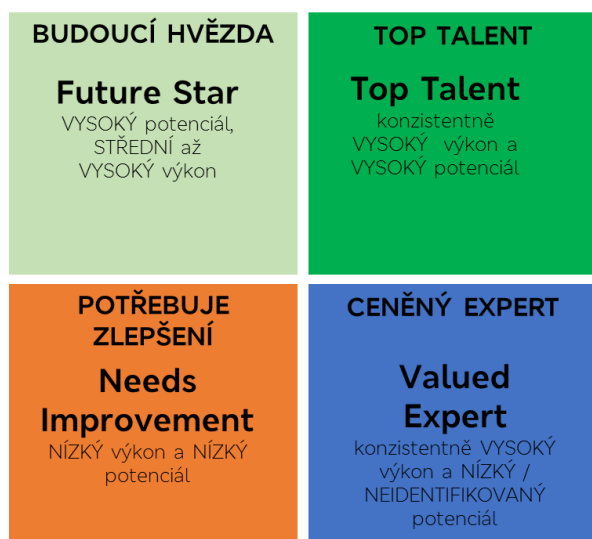 BUDOUCÍ HVĚZDA
Future Star
VYSOKÝ potenciál,
STŘEDNÍ až
VYSOKÝ výkon
TOP TALENT
Top Talent
konzistentně
VYSOKÝ výkon a
VYSOKÝ potenciál
POTŘEBUJE
ZLEPŠENÍ
Needs
Improvement
NÍZKÝ výkon a NÍZKÝ
potenciál
CENĚNÝ EXPERT
Valued
Expert
konzistentně VYSOKÝ
výkon a NÍZKÝ /
NEIDENTIFIKOVANÝ
potenciál